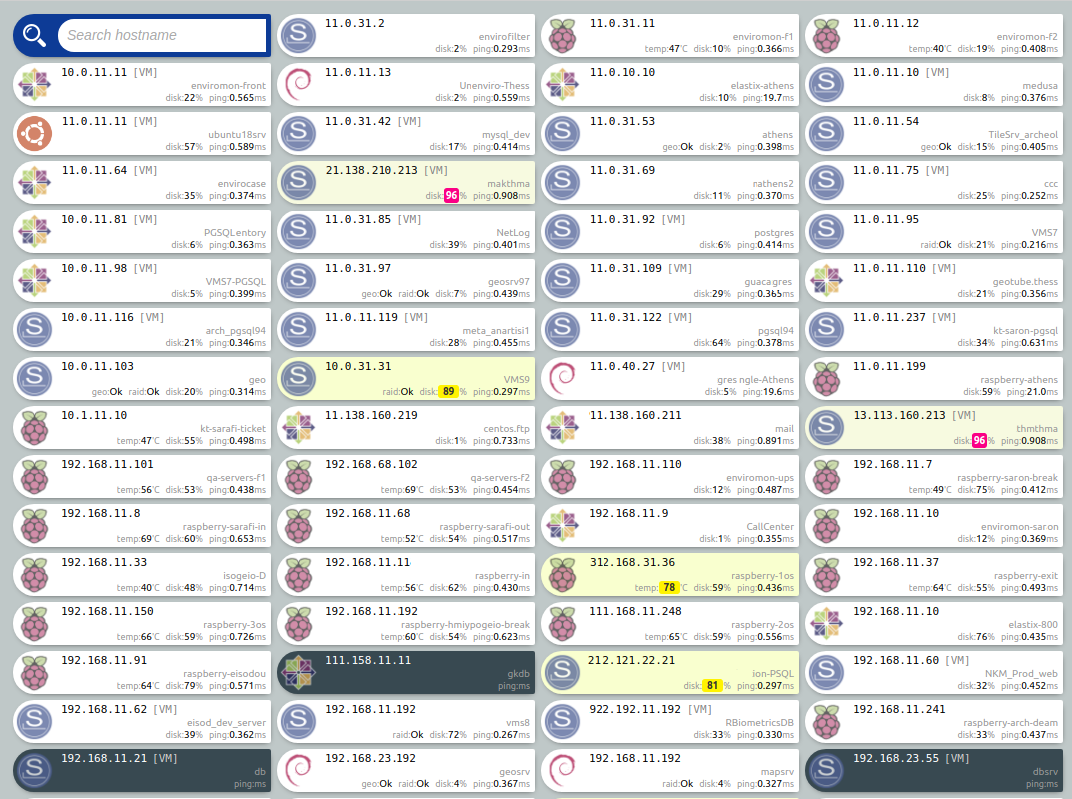 Search hostname
11.0.31.2
envirofilter
disk:2% ping:0.293ms
11.0.31.11
enviromon-f1
temp:47°C disk:10% ping:0.366ms
11.0.11.12
enviromon-f2
temp:40°C disk:19% ping:0.408ms
10.0.11.11 [VM]
enviromon-front
disk:22% ping:0.565ms
11.0.11.13
Unenviro-Thess
disk:2% ping:0.559ms
11.0.10.10
elastix-athens
disk:10% ping:19.7ms
11.0.11.10 [VM]
medusa
disk:8% ping:0.376ms
11.0.11.11 [VM]
ubuntu18srv
disk:57% ping:0.589ms
11.0.31.42 [VM]
mysql_dev
disk:17% ping:0.414ms
11.0.31.53
athens
geo:Ok disk:2% ping:0.398ms
11.0.11.54
TileSrv_archeol
geo:Ok disk:15% ping:0.405ms
11.0.11.64 [VM]
envirocase
disk:35% ping:0.374ms
21.138.210.213 [VM]
makthma
disk:96% ping:0.908ms
11.0.31.69
nathens2
disk:11% ping:0.370ms
11.0.11.75 [VM]
ccc
disk:25% ping:0.252ms
10.0.11.81 [VM]
PGSQLentory
disk:6% ping:0.363ms
11.0.31.85 [VM]
NetLog
disk:39% ping:0.401ms
11.0.31.92 [VM]
postgres
disk:6% ping:0.414ms
11.0.11.95
VMS7
raid:Ok disk:21% ping:0.216ms
10.0.11.98 [VM]
VMS7-PGSQL
disk:5% ping:0.399ms
11.0.31.97
geosrv97
geo:Ok raid:Ok disk:7% ping:0.439ms
11.0.31.109 [VM]
guacagres
disk:29% ping:0.365ms
11.0.11.110 [VM]
geotube.thess
disk:21% ping:0.356ms
10.0.11.116 [VM]
arch_pgsql94
disk:21% ping:0.346ms
11.0.11.119 [VM]
meta_anartisi1
disk:28% ping:0.455ms
11.0.31.122 [VM]
pgsql94
disk:64% ping:0.378ms
11.0.11.237 [VM]
kt-saron-pgsql
disk:34% ping:0.631ms
10.0.11.103
geo
geo:Ok raid:Ok disk:20% ping:0.314ms
10.0.31.31
VMS9
raid:Ok disk:89% ping:0.297ms
11.0.40.27 [VM]
gres ngle-Athens
disk:5% ping:19.6ms
11.0.11.199
raspberry-athens
disk:59% ping:21.0ms
10.1.11.10
kt-sarafi-ticket
temp:47°C disk:55% ping:0.498ms
11.138.160.219
centos.ftp
disk:1% ping:0.733ms
11.138.160.211
mail
disk:38% ping:0.891ms
13.113.160.213 [VM]
thmthma
disk:96% ping:0.908ms
192.168.11.101
qa-servers-f1
temp:56°C disk:53% ping:0.438ms
192.168.68.102
qa-servers-f2
temp:69°C disk:53% ping:0.454ms
192.168.11.110
enviromon-ups
disk:12% ping:0.487ms
192.168.11.7
raspberry-saron-break
temp:49°C disk:75% ping:0.412ms
192.168.11.8
raspberry-sarafi-in
temp:69°C disk:60% ping:0.653ms
192.168.11.68
raspberry-sarafi-out
temp:52°C disk:54% ping:0.517ms
192.168.11.9
CallCenter
disk:1% ping:0.355ms
192.168.11.10
enviromon-saron
disk:12% ping:0.369ms
192.168.11.33
isogeio-D
temp:40°C disk:48% ping:0.714ms
192.168.11.11
raspberry-in
temp:56°C disk:62% ping:0.430ms
312.168.31.36
raspberry-1os
temp:78°C disk:59% ping:0.436ms
192.168.11.37
raspberry-exit
temp:64°C disk:55% ping:0.493ms
192.168.11.150
raspberry-3os
temp:66°C disk:59% ping:0.726ms
192.168.11.192
raspberry-hmiypogeio-break
temp:60°C disk:54% ping:0.623ms
111.168.11.248
raspberry-2os
temp:65°C disk:59% ping:0.556ms
192.168.11.10
elastix-800
disk:76% ping:0.435ms
192.168.11.91
raspberry-eisodou
temp:64°C disk:79% ping:0.571ms
111.158.11.11
gkdb
ping:ms
212.121.22.21
ion-PSQL
disk:81% ping:0.297ms
192.168.11.60 [VM]
NKM_Prod_web
disk:32% ping:0.452ms
192.168.11.62 [VM]
eisod_dev_server
disk:39% ping:0.362ms
192.168.11.192
vms8
raid:Ok disk:72% ping:0.267ms
922.192.11.192 [VM]
RBiometricsDB
disk:33% ping:0.330ms
192.168.11.241
raspberry-arch-deam
disk:33% ping:0.437ms
192.168.11.21 [VM]
db
ping:ms
192.168.23.192
geosrv
geo:Ok disk:4% ping:0.367ms
192.168.11.192
mapsrv
raid:Ok disk:4% ping:0.327ms
192.168.23.55 [VM]
dbsrv
ping:ms